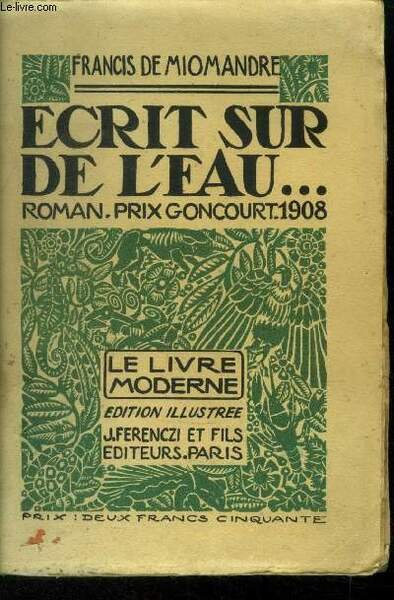 Le-livre.com
FRANCIS DE MIOMANDRE
ECRIT SUR
DE L'EAU...
ROMAN. PRIX GONCOURT. 1908
LE LIVRE
MODERNE
EDITION ILLUSTREE
J. FERENCZI ET FILS
EDITEURS. PARIS
PRIX : DEUX FRANCS CINQUANTE